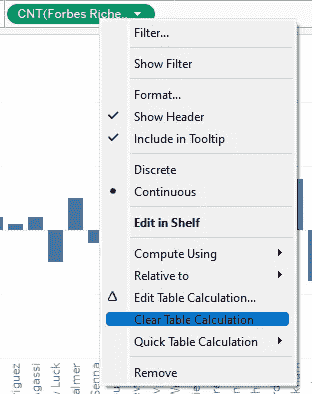 CNT(Forbes Riche..
Filter...
Show Filter
Format...
Show Header
Include in Tooltip
Discrete
Continuous
Edit in Shelf
Compute Using
Relative to
Edit Table Calculation...
Clear Table Calculation
Quick Table Calculation
Remove
riguez
gassi
Luck
almer
Senna